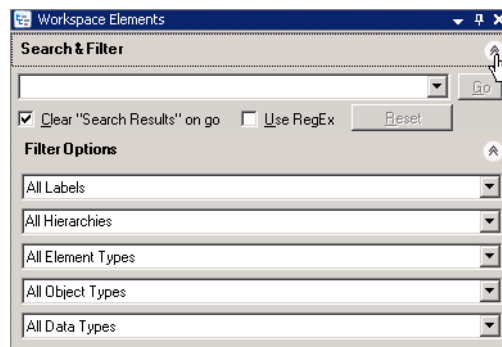 Workspace Elements
Search & Filter
Go
Clear "Search Results" on go Use RegEx Reset
Filter Options
All Labels
All Hierarchies
All Element Types
All Object Types
All Data Types